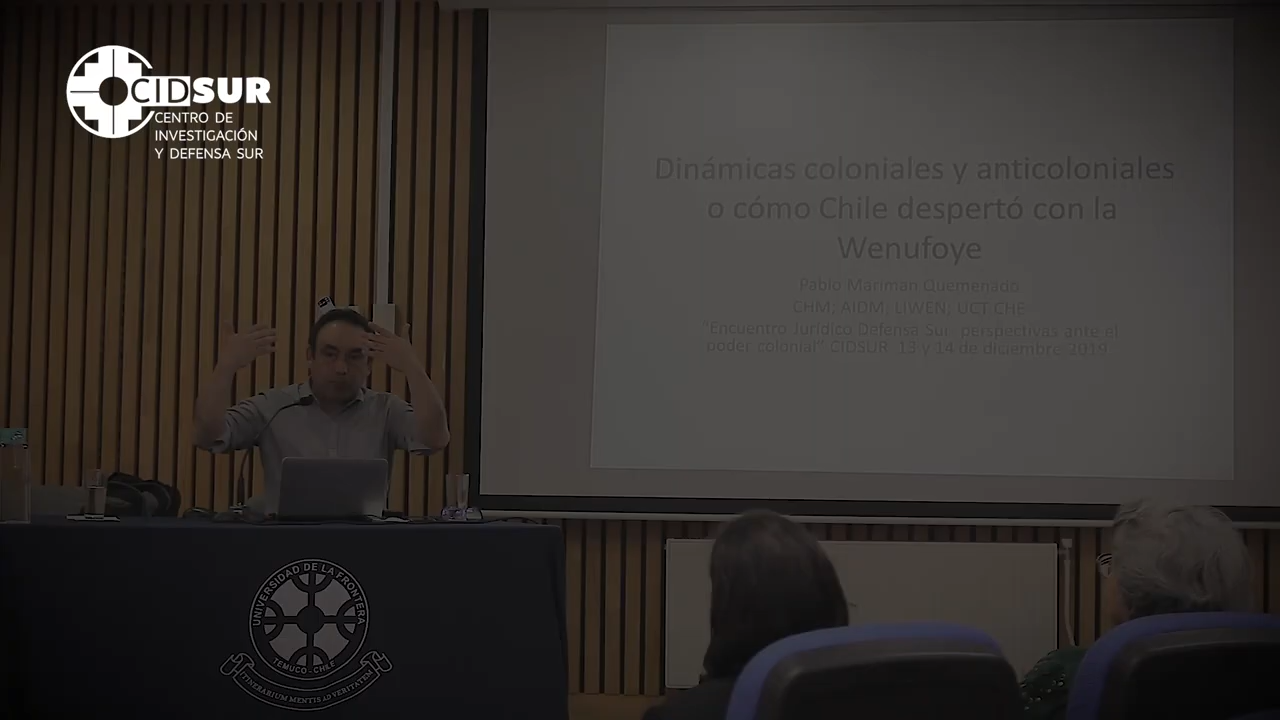 CIDSUR
CENTRO DE
INVESTIGACIÓN
Y DEFENSA SUR
Dinámicas coloniales y anticoloniales
o cómo Chile despertó con la
Wenufoye
Pablo Mariman Quemenado
CHM; AIDM; LIWEN; UCT CHE
"Encuentro Jurídico Defensa Sur, perspectivas ante el
poder colonial" CIDSUR 13 y 14 de diciembre 2019
UNIVERSIDAD DE LA FRONTERA
TEMUCO - CHILE
ITINERARIUM MENTIS AD VERITATEM